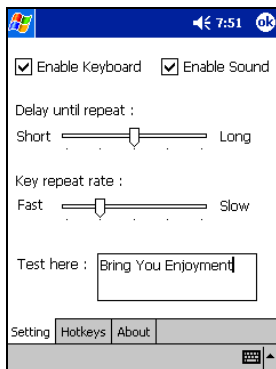 7:51 ok
Enable Keyboard Enable Sound
Delay until repeat :
Short Long
Key repeat rate :
Fast Slow
Test here : Bring You Enjoyment
Setting Hotkeys About